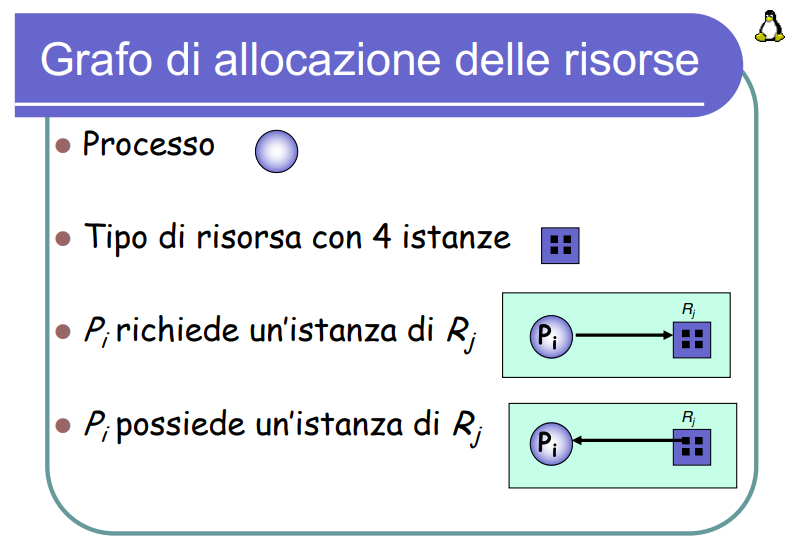 Grafo di allocazione delle risorse
Processo
Tipo di risorsa con 4 istanze
Pi richiede un'istanza di Rj
Pi
Rj
Pi possiede un'istanza di Rj
Pi
Rj